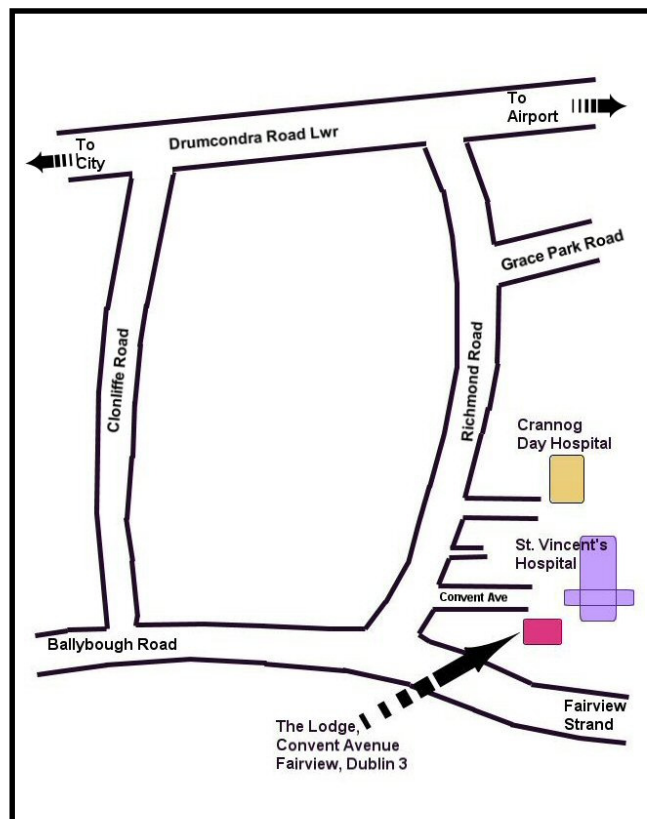 To
Airport
Drumcondra Road Lwr
To
City
Grace Park Road
Clonliffe Road
Richmond Road
Crannog
Day Hospital
St. Vincent's
Hospital
Convent Ave
Ballybough Road
Fairview
Strand
The Lodge,
Convent Avenue
Fairview, Dublin 3